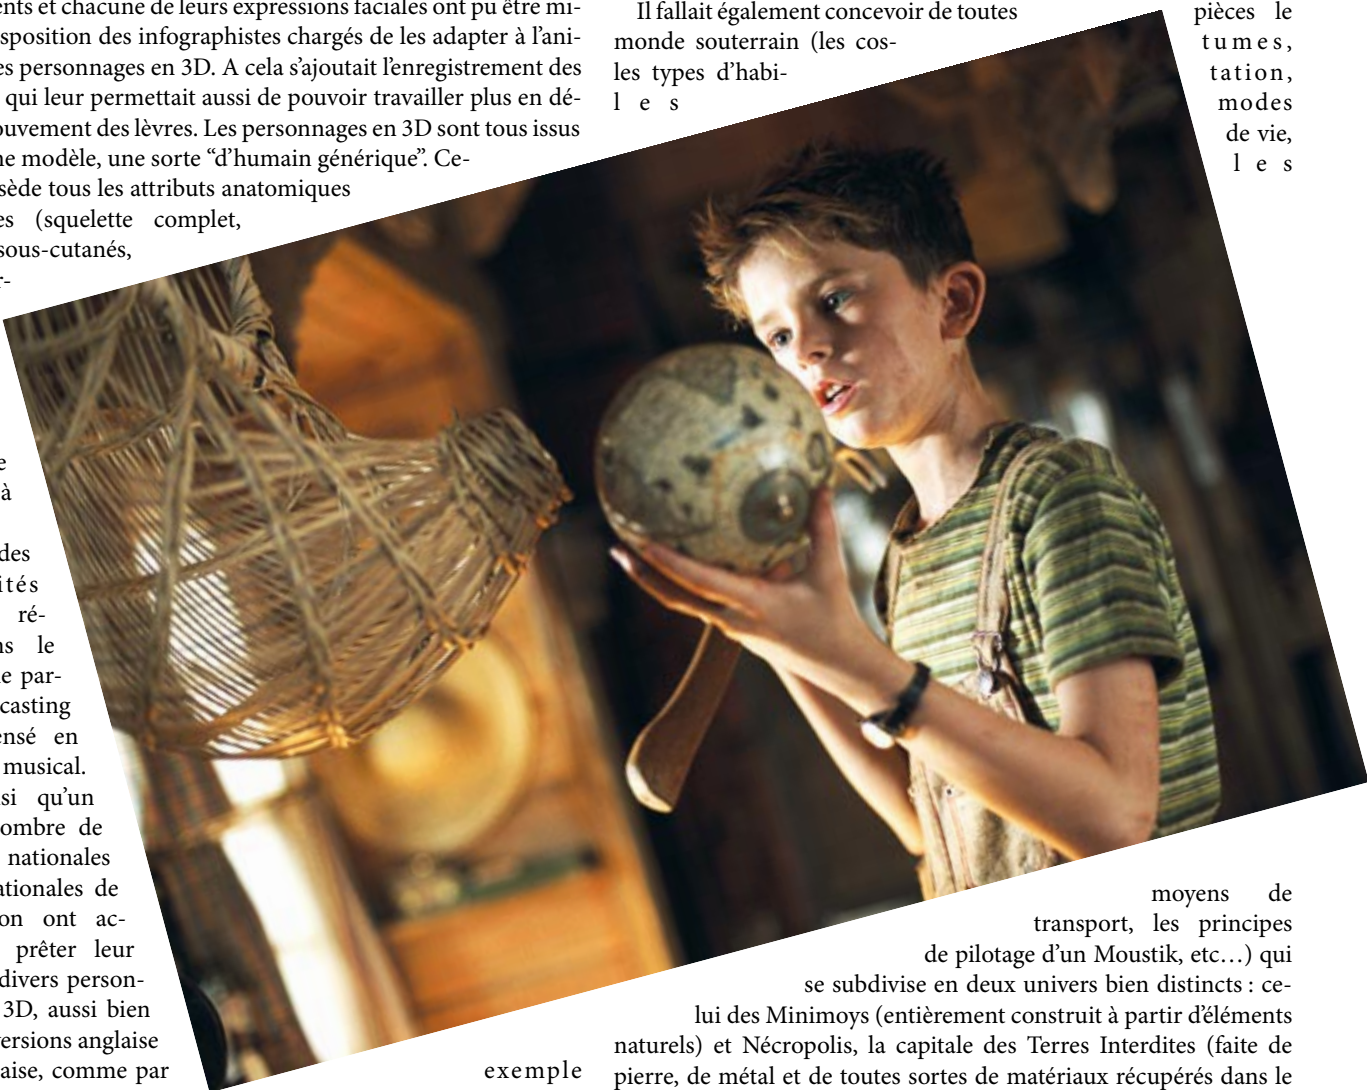 ents et chacune de leurs expressions faciales ont pu être mi-
sposition des infographistes chargés de les adapter à l'ani-
es personnages en 3D. A cela s'ajoutait l'enregistrement des
qui leur permettait aussi de pouvoir travailler plus en dé-
ouvement des lèvres. Les personnages en 3D sont tous issus
ne modèle, une sorte “d'humain générique”. Ce-
sède tous les attributs anatomiques
es (squelette complet,
sous-cutanés,
r-
e
à
des
ités
ré-
ns le
e par-
casting
ensé en
musical.
si qu'un
ombre de
nationales
ationales de
on ont ac-
prêter leur
divers person-
3D, aussi bien
versions anglaise
aise, comme par exemple
Il fallait également concevoir de toutes pièces le
monde souterrain (les cos- tumes,
les types d'habi- tation,
les modes
de vie,
les
moyens de
transport, les principes
de pilotage d'un Moustik, etc…) qui
se subdivise en deux univers bien distincts : ce-
lui des Minimoys (entièrement construit à partir d'éléments
naturels) et Nécropolis, la capitale des Terres Interdites (faite de
pierre, de métal et de toutes sortes de matériaux récupérés dans le